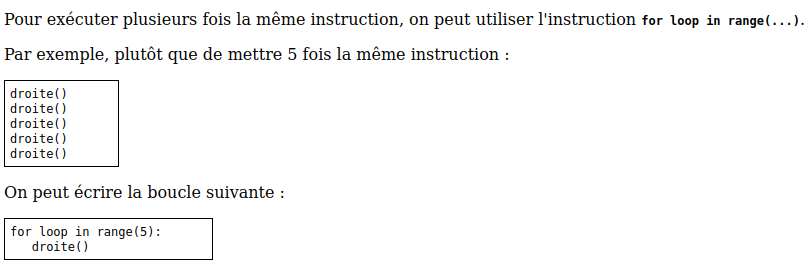 Pour exécuter plusieurs fois la même instruction, on peut utiliser l'instruction for loop in range(...).
Par exemple, plutôt que de mettre 5 fois la même instruction :
droite()
droite()
droite()
droite()
droite()
On peut écrire la boucle suivante :
for loop in range(5):
   droite()